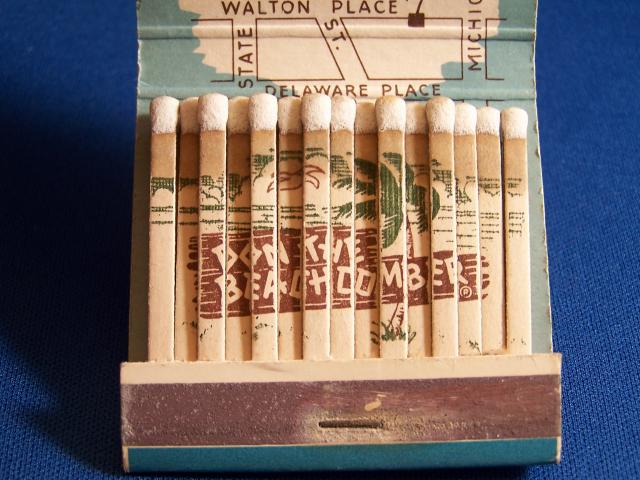 WALTON PLACE
STATE
ST.
MICHIG
DELAWARE PLACE
DON THE
BEACHCOMBER®